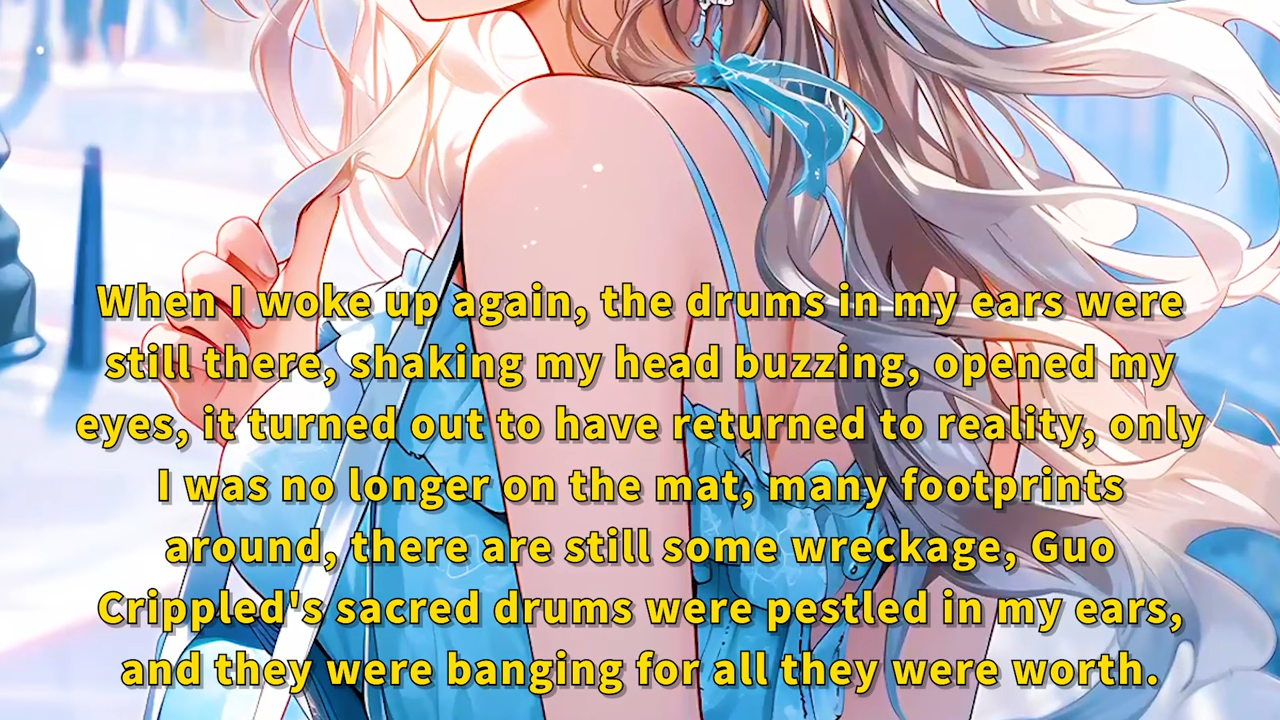 When I woke up again, the drums in my ears were
still there, shaking my head buzzing, opened my
eyes, it turned out to have returned to reality, only
I was no longer on the mat, many footprints
around, there are still some wreckage, Guo
Crippled's sacred drums were pestled in my ears,
and they were banging for all they were worth.